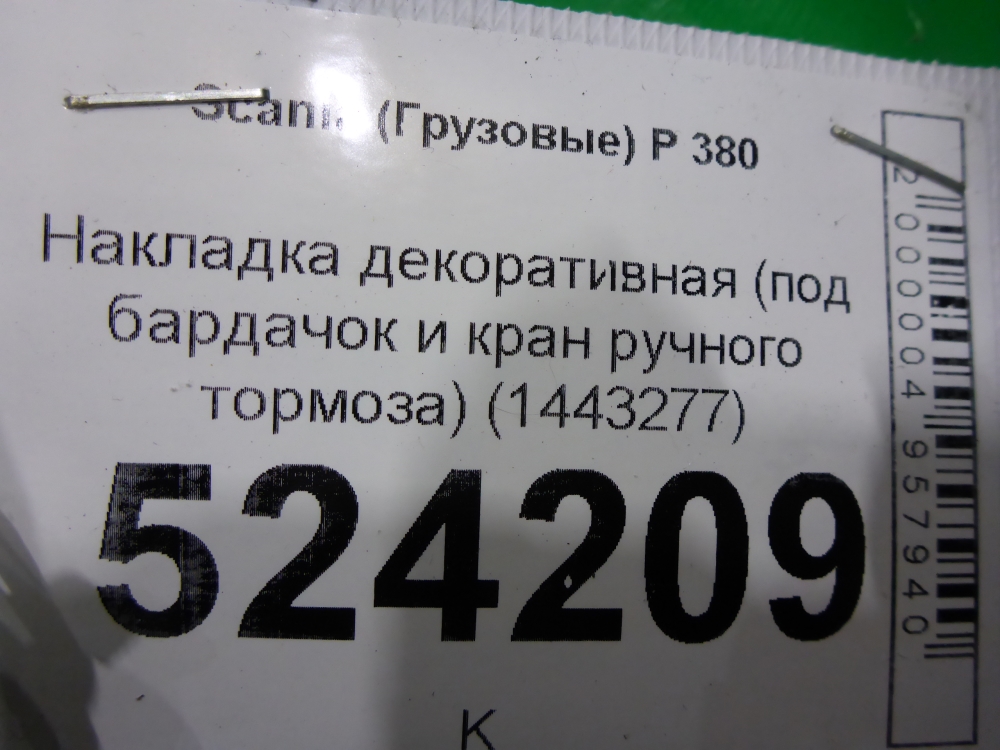 (Грузовые) P 380
Накладка декоративная (под
бардачок и кран ручного
тормоза) (1443277)
524209
К
2000004957940